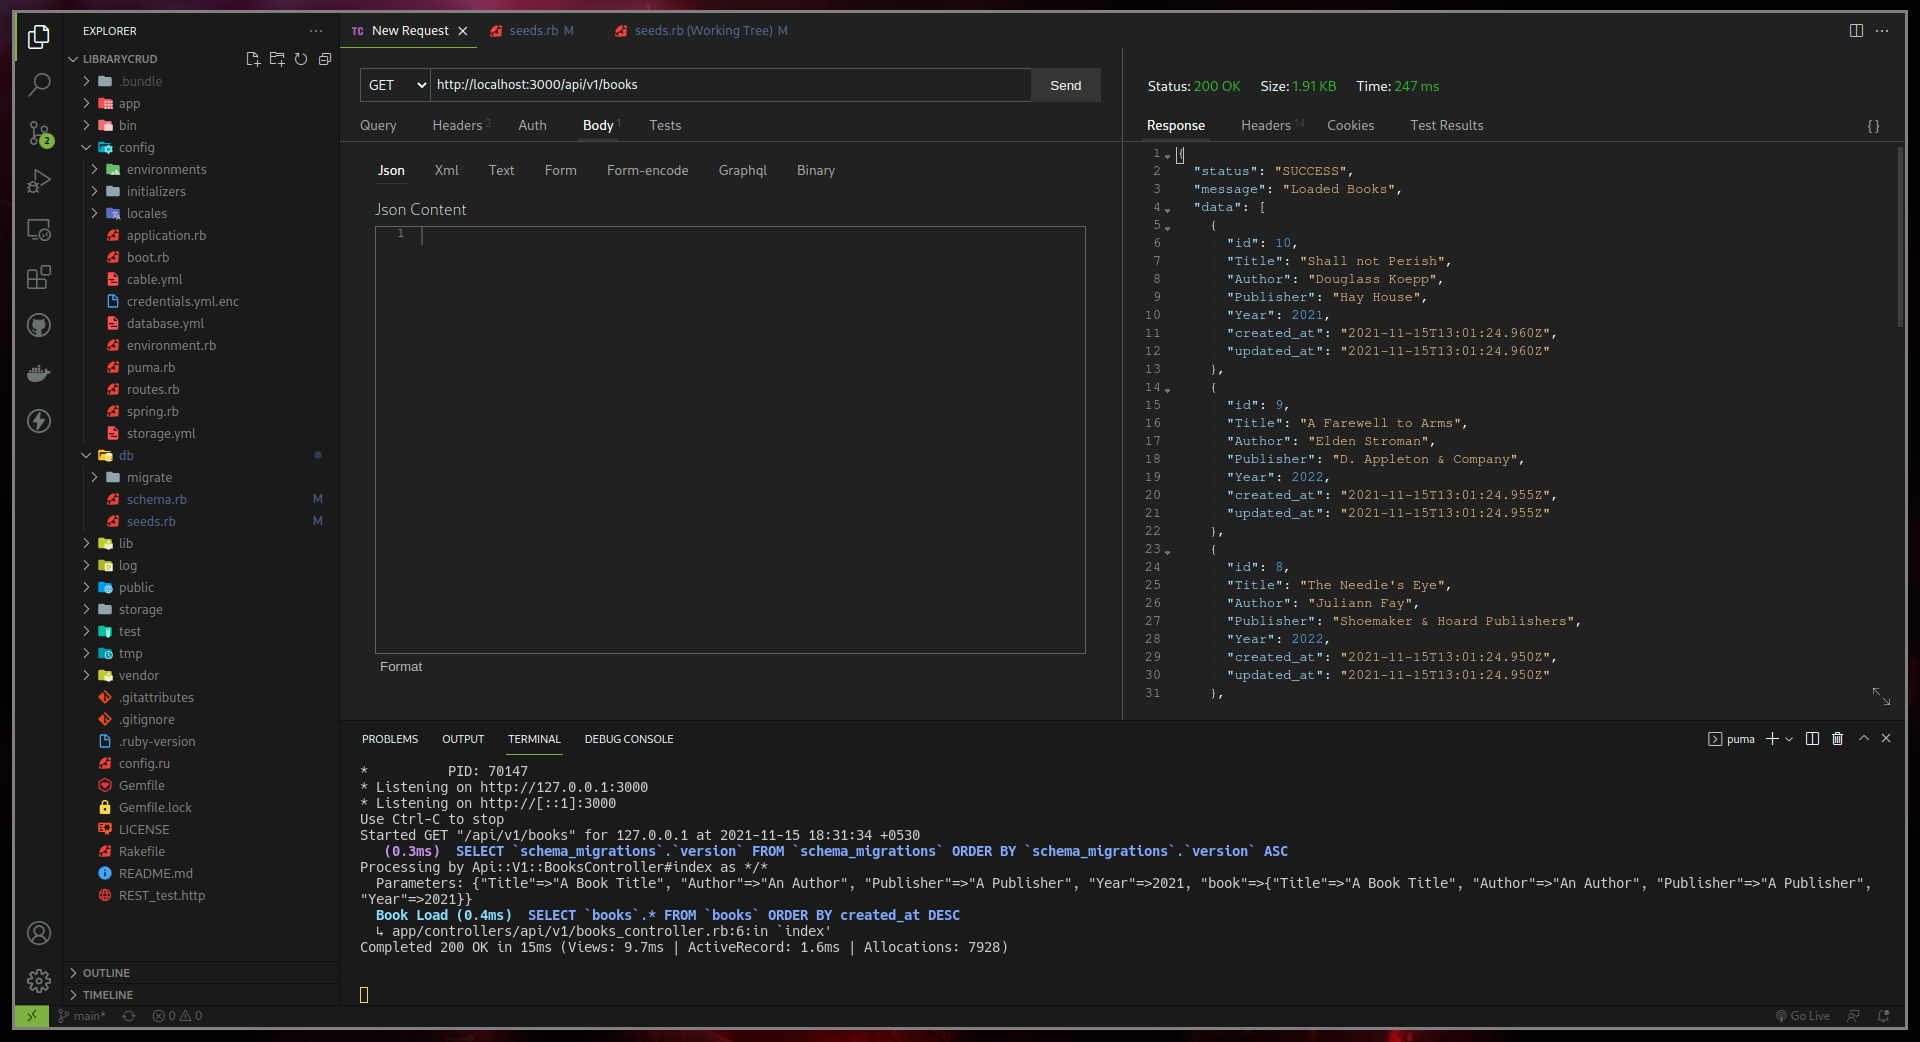 EXPLORER
LIBRARYCRUD
.bundle
app
bin
config
environments
initializers
locales
application.rb
boot.rb
cable.yml
credentials.yml.enc
database.yml
environment.rb
puma.rb
routes.rb
spring.rb
storage.yml
db
migrate
schema.rb M
seeds.rb M
lib
log
public
storage
test
tmp
vendor
.gitattributes
.gitignore
.ruby-version
config.ru
Gemfile
Gemfile.lock
LICENSE
Rakefile
README.md
REST_test.http
OUTLINE
TIMELINE
2
TC New Request seeds.rb M seeds.rb (Working Tree) M
GET http://localhost:3000/api/v1/books Send
Query Headers 2 Auth Body 1 Tests
Json Xml Text Form Form-encode Graphql Binary
Json Content
1
Format
Status: 200 OK Size: 1.91 KB Time: 247 ms
Response Headers 14 Cookies Test Results {}
1 {
2 "status": "SUCCESS",
3 "message": "Loaded Books",
4 "data": [
5 {
6 "id": 10,
7 "Title": "Shall not Perish",
8 "Author": "Douglass Koepp",
9 "Publisher": "Hay House",
10 "Year": 2021,
11 "created_at": "2021-11-15T13:01:24.960Z",
12 "updated_at": "2021-11-15T13:01:24.960Z"
13 },
14 {
15 "id": 9,
16 "Title": "A Farewell to Arms",
17 "Author": "Elden Stroman",
18 "Publisher": "D. Appleton & Company",
19 "Year": 2022,
20 "created_at": "2021-11-15T13:01:24.955Z",
21 "updated_at": "2021-11-15T13:01:24.955Z"
22 },
23 {
24 "id": 8,
25 "Title": "The Needle's Eye",
26 "Author": "Juliann Fay",
27 "Publisher": "Shoemaker & Hoard Publishers",
28 "Year": 2022,
29 "created_at": "2021-11-15T13:01:24.950Z",
30 "updated_at": "2021-11-15T13:01:24.950Z"
31 },
PROBLEMS OUTPUT TERMINAL DEBUG CONSOLE puma
* PID: 70147
* Listening on http://127.0.0.1:3000
* Listening on http://[::1]:3000
Use Ctrl-C to stop
Started GET "/api/v1/books" for 127.0.0.1 at 2021-11-15 18:31:34 +0530
(0.3ms) SELECT `schema_migrations`.`version` FROM `schema_migrations` ORDER BY `schema_migrations`.`version` ASC
Processing by Api::V1::BooksController#index as */*
Parameters: {"Title"=>"A Book Title", "Author"=>"An Author", "Publisher"=>"A Publisher", "Year"=>2021, "book"=>{"Title"=>"A Book Title", "Author"=>"An Author", "Publisher"=>"A Publisher",
"Year"=>2021}}
Book Load (0.4ms) SELECT `books`.* FROM `books` ORDER BY created_at DESC
↳ app/controllers/api/v1/books_controller.rb:6:in `index'
Completed 200 OK in 15ms (Views: 9.7ms | ActiveRecord: 1.6ms | Allocations: 7928)
main* 0 0 Go Live